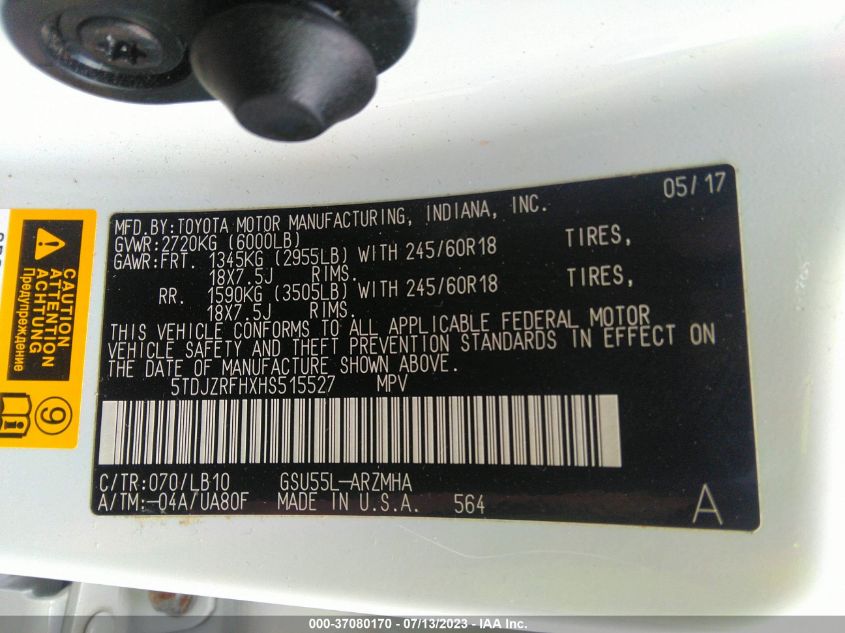 05/17
MFD.BY:TOYOTA MOTOR MANUFACTURING, INDIANA, INC.
GVWR:2720KG (6000LB)
GAWR:FRT. 1345KG (2955LB) WITH 245/60R18 TIRES,
18X7.5J RIMS.
RR. 1590KG (3505LB) WITH 245/60R18 TIRES,
18X7.5J RIMS.
THIS VEHICLE CONFORMS TO ALL APPLICABLE FEDERAL MOTOR
VEHICLE SAFETY AND THEFT PREVENTION STANDARDS IN EFFECT ON
THE DATE OF MANUFACTURE SHOWN ABOVE.
5TDJZRFHXHS515527 MPV
C/TR:070/LB10 GSU55L-ARZMHA
A/TM:-04A/UA80F MADE IN U.S.A. 564
A
CAUTION
ATTENTION
ACHTUNG
Предупреждение
9
000-37080170 - 07/13/2023 - IAA Inc.